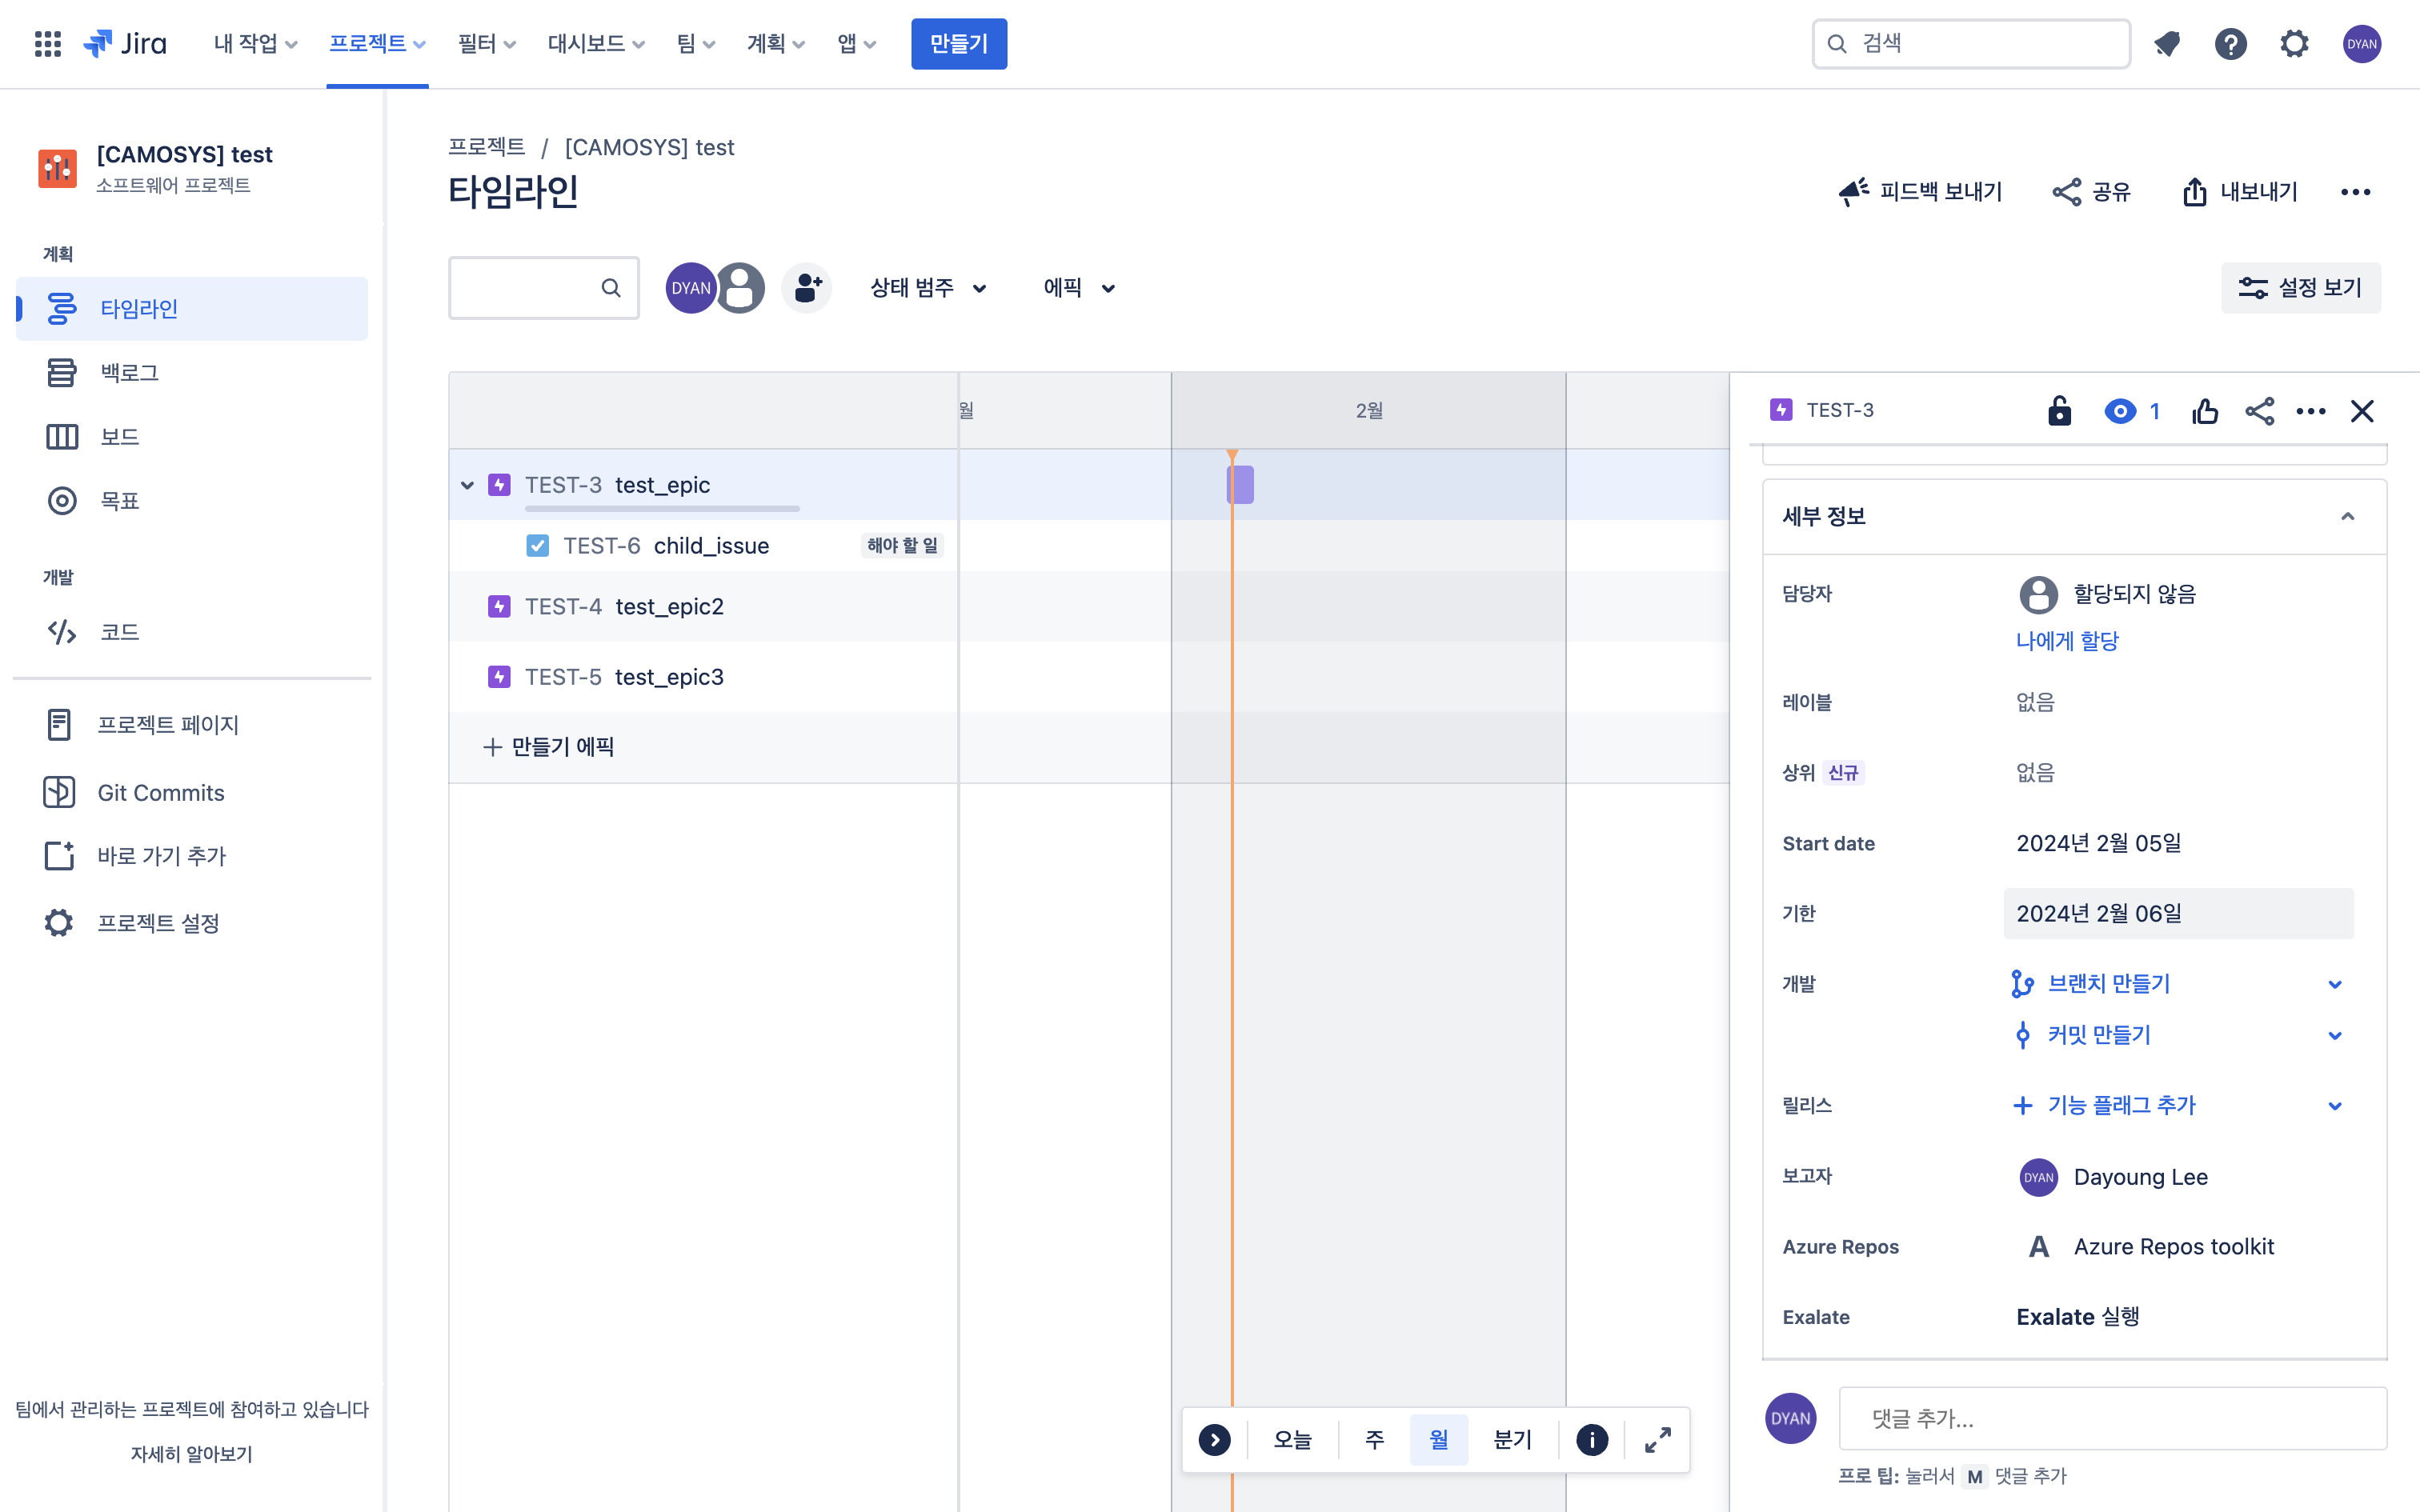 Jira 내 작업 프로젝트 필터 대시보드 팀 계획 앱 만들기 검색 DYAN
[CAMOSYS] test
소프트웨어 프로젝트
계획
타임라인
백로그
보드
목표
개발
코드
프로젝트 페이지
Git Commits
바로 가기 추가
프로젝트 설정
팀에서 관리하는 프로젝트에 참여하고 있습니다
자세히 알아보기
프로젝트 / [CAMOSYS] test
타임라인
피드백 보내기 공유 내보내기
DYAN 상태 범주 에픽 설정 보기
월 2월
TEST-3 test_epic
TEST-6 child_issue 해야 할 일
TEST-4 test_epic2
TEST-5 test_epic3
+ 만들기 에픽
오늘 주 월 분기
TEST-3 1
세부 정보
담당자 할당되지 않음
나에게 할당
레이블 없음
상위 신규 없음
Start date 2024년 2월 05일
기한 2024년 2월 06일
개발 브랜치 만들기
커밋 만들기
릴리스 + 기능 플래그 추가
보고자 DYAN Dayoung Lee
Azure Repos A Azure Repos toolkit
Exalate Exalate 실행
DYAN 댓글 추가...
프로 팁: 눌러서 M 댓글 추가